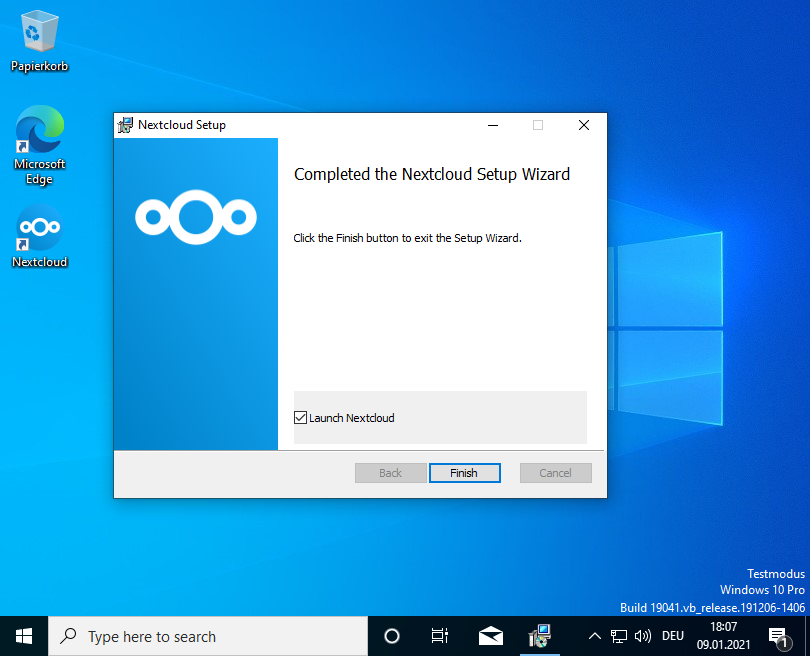 Papierkorb
Microsoft
Edge
Nextcloud
Nextcloud Setup
Completed the Nextcloud Setup Wizard
Click the Finish button to exit the Setup Wizard.
Launch Nextcloud
Back
Finish
Cancel
Testmodus
Windows 10 Pro
Build 19041.vb_release.191206-1406
Type here to search
DEU
18:07
09.01.2021
1